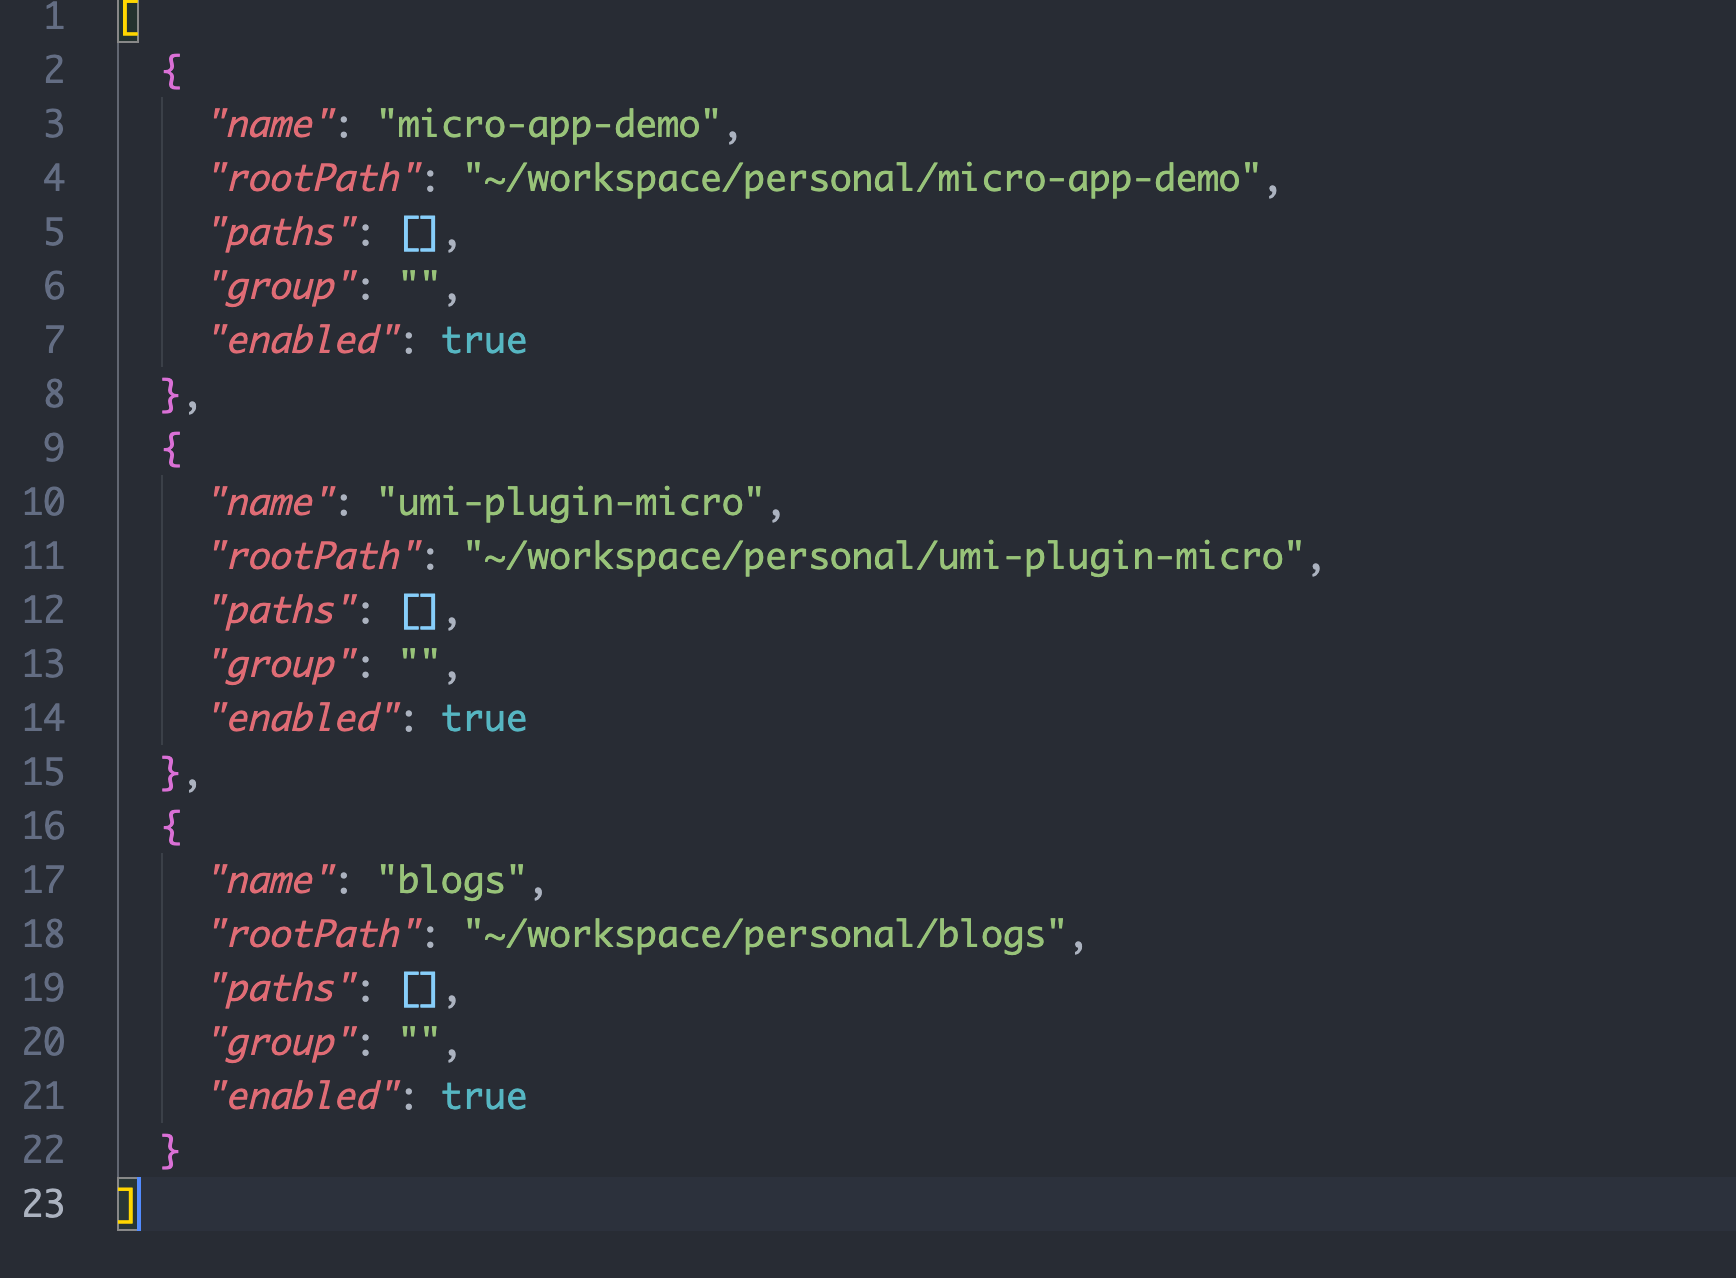 1 [
2   {
3     "name": "micro-app-demo",
4     "rootPath": "~/workspace/personal/micro-app-demo",
5     "paths": [],
6     "group": "",
7     "enabled": true
8   },
9   {
10     "name": "umi-plugin-micro",
11     "rootPath": "~/workspace/personal/umi-plugin-micro",
12     "paths": [],
13     "group": "",
14     "enabled": true
15   },
16   {
17     "name": "blogs",
18     "rootPath": "~/workspace/personal/blogs",
19     "paths": [],
20     "group": "",
21     "enabled": true
22   }
23 ]